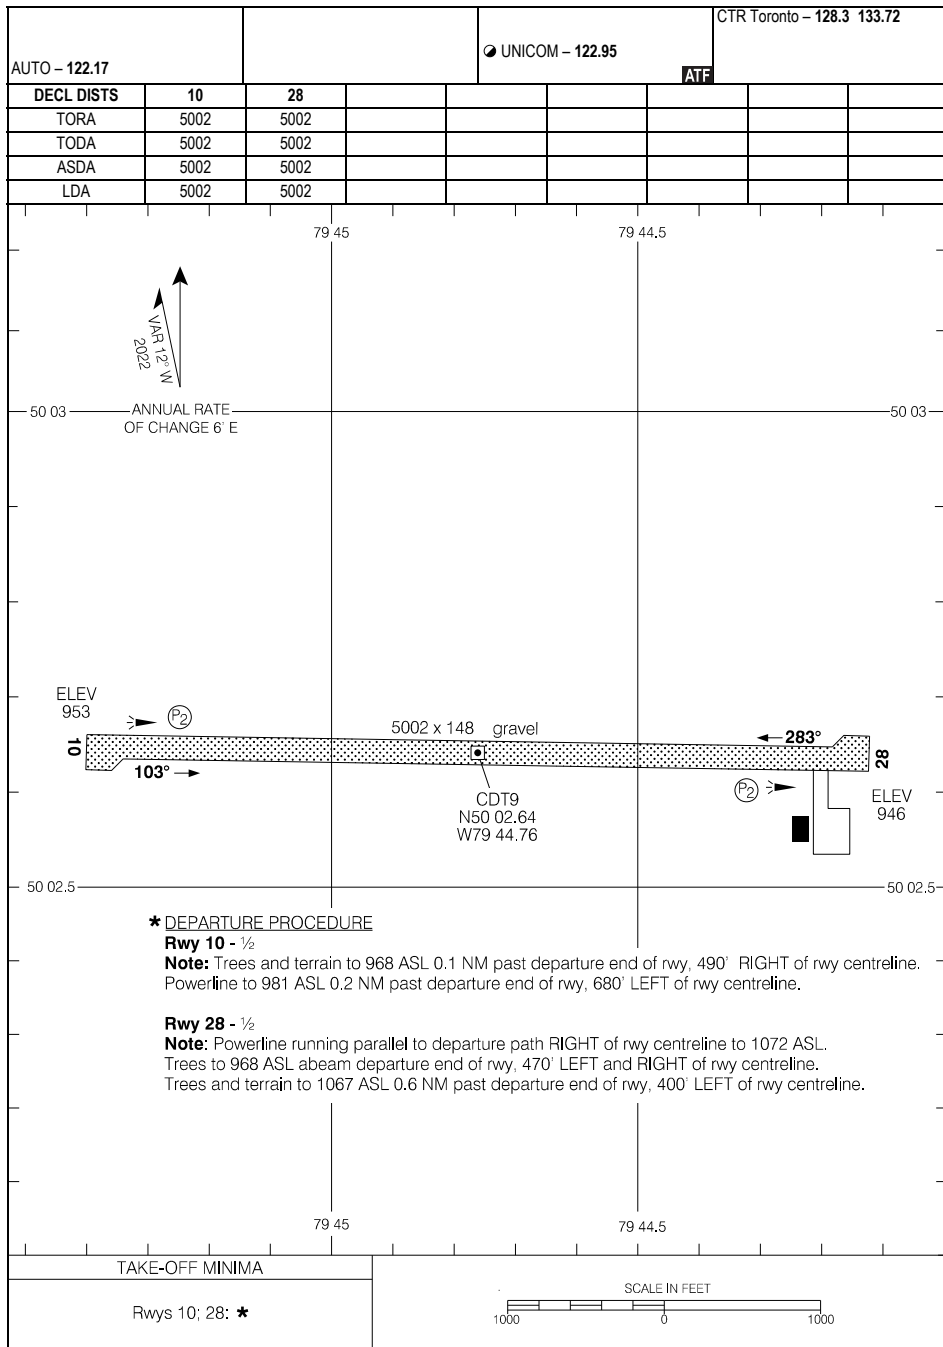 CTR Toronto – 128.3 133.72
UNICOM – 122.95
AUTO – 122.17
ATF
DECL DISTS 10 28
TORA 5002 5002
TODA 5002 5002
ASDA 5002 5002
LDA 5002 5002
79 45 79 44.5
VAR 12° W
2022
50 03 ANNUAL RATE 50 03
OF CHANGE 6' E
ELEV
953
P2
5002 x 148 gravel
283°
10
28
103°
P2
ELEV
946
CDT9
N50 02.64
W79 44.76
50 02.5 50 02.5
* DEPARTURE PROCEDURE
Rwy 10 - ½
Note: Trees and terrain to 968 ASL 0.1 NM past departure end of rwy, 490' RIGHT of rwy centreline.
Powerline to 981 ASL 0.2 NM past departure end of rwy, 680' LEFT of rwy centreline.
Rwy 28 - ½
Note: Powerline running parallel to departure path RIGHT of rwy centreline to 1072 ASL.
Trees to 968 ASL abeam departure end of rwy, 470' LEFT and RIGHT of rwy centreline.
Trees and terrain to 1067 ASL 0.6 NM past departure end of rwy, 400' LEFT of rwy centreline.
79 45 79 44.5
TAKE-OFF MINIMA
Rwys 10; 28: *
SCALE IN FEET
1000 0 1000